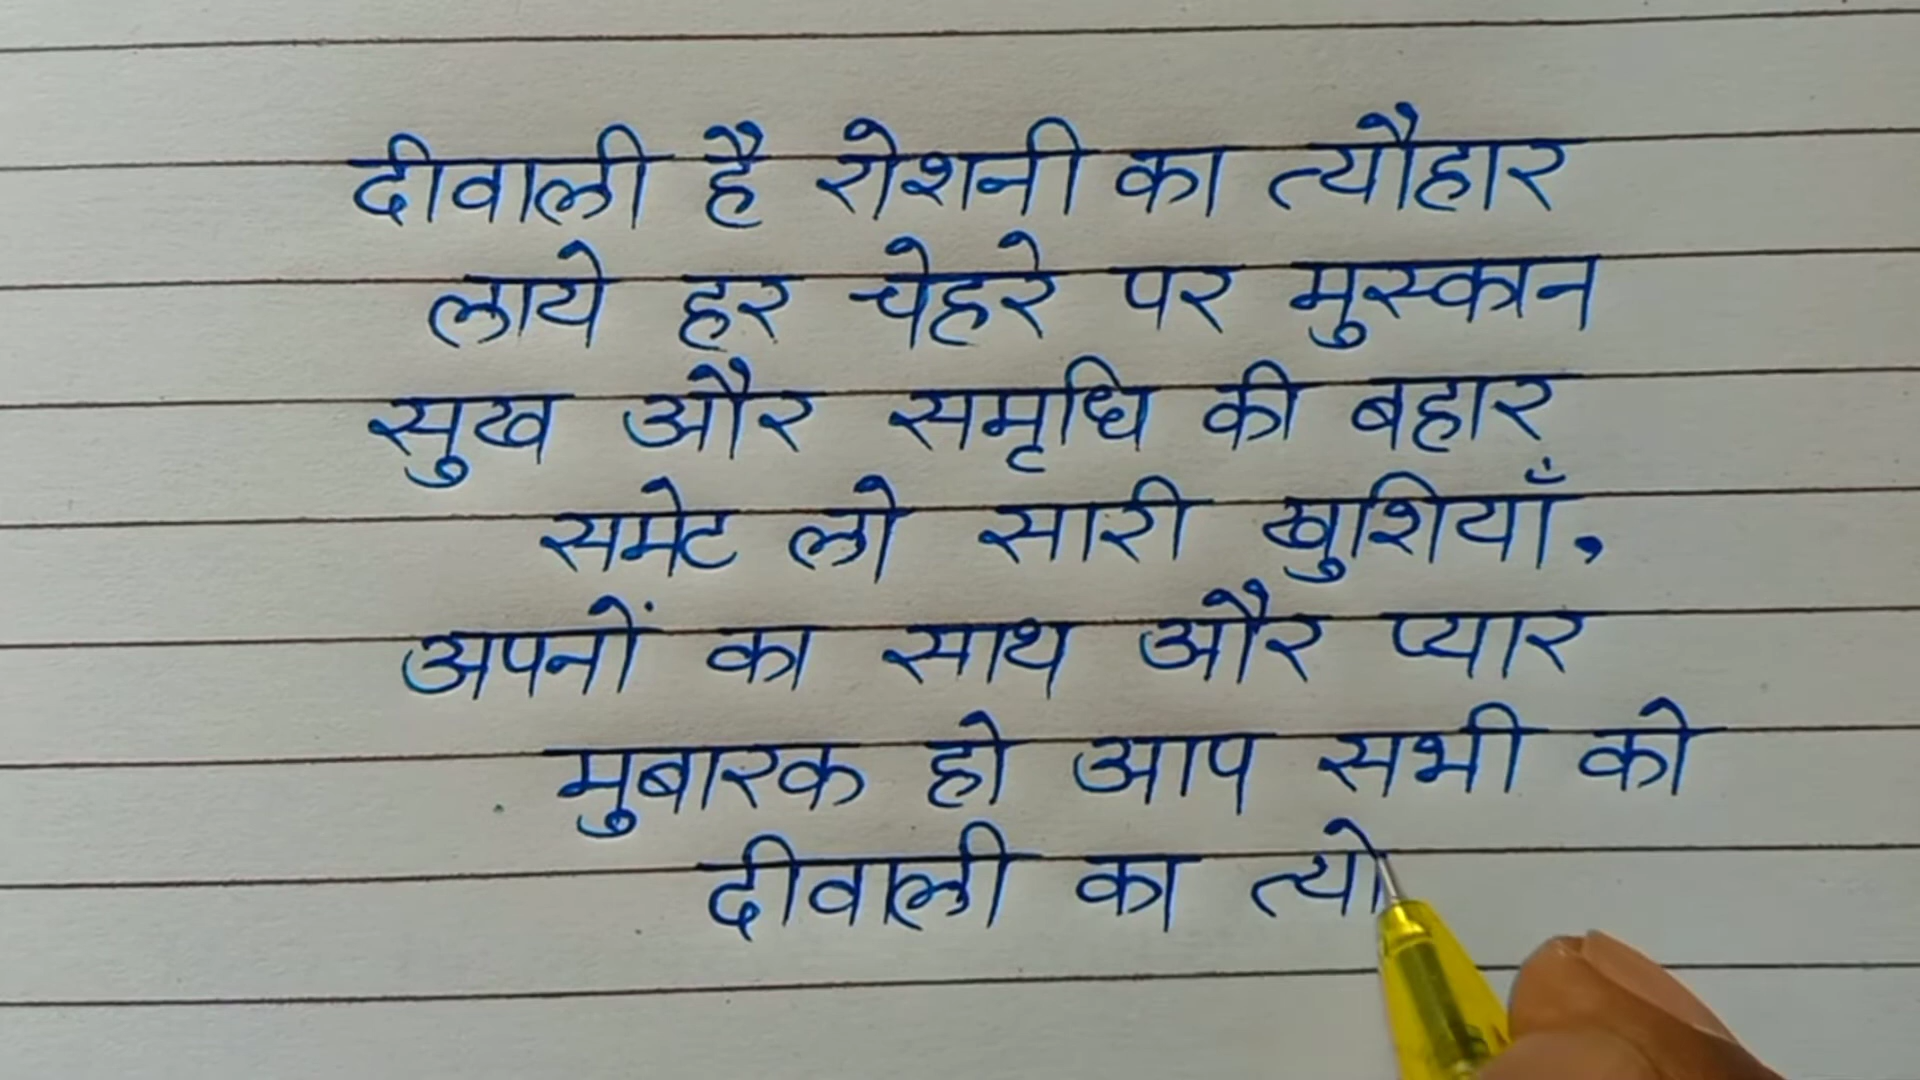 दीवाली है रोशनी का त्यौहार
लाये हर चेहरे पर मुस्कान
सुख और समृधि की बहार
समेट लो सारी खुशियाँ,
अपनों का साथ और प्यार
मुबारक हो आप सभी को
दीवाली का त्यो